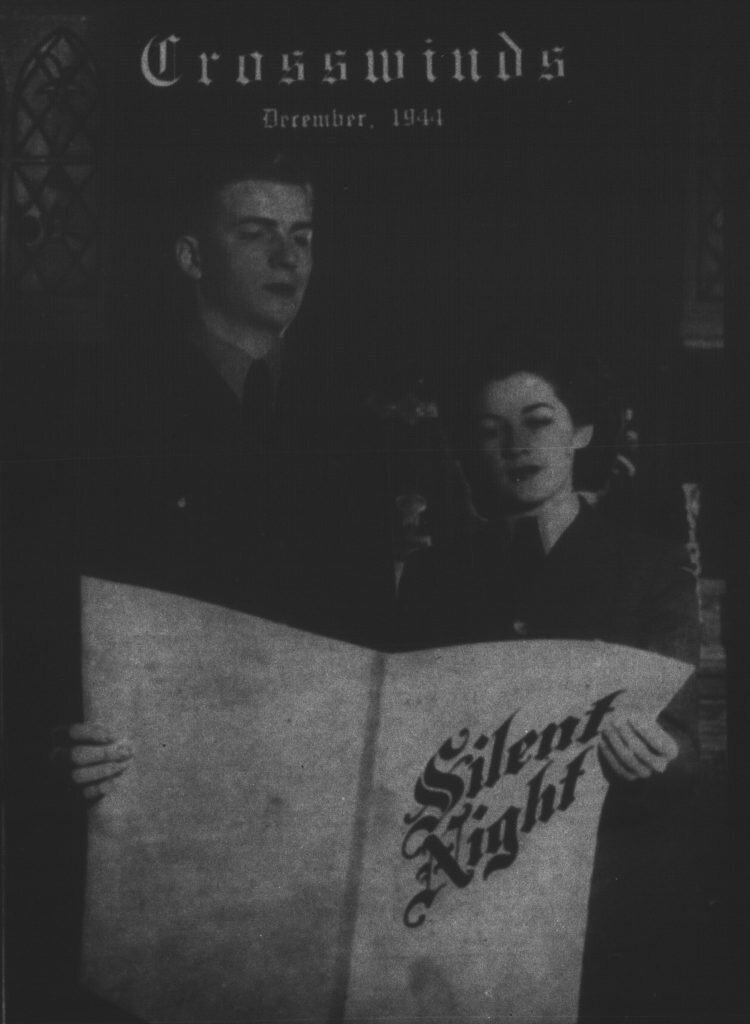 Crosswinds
December, 1944
Silent
Night